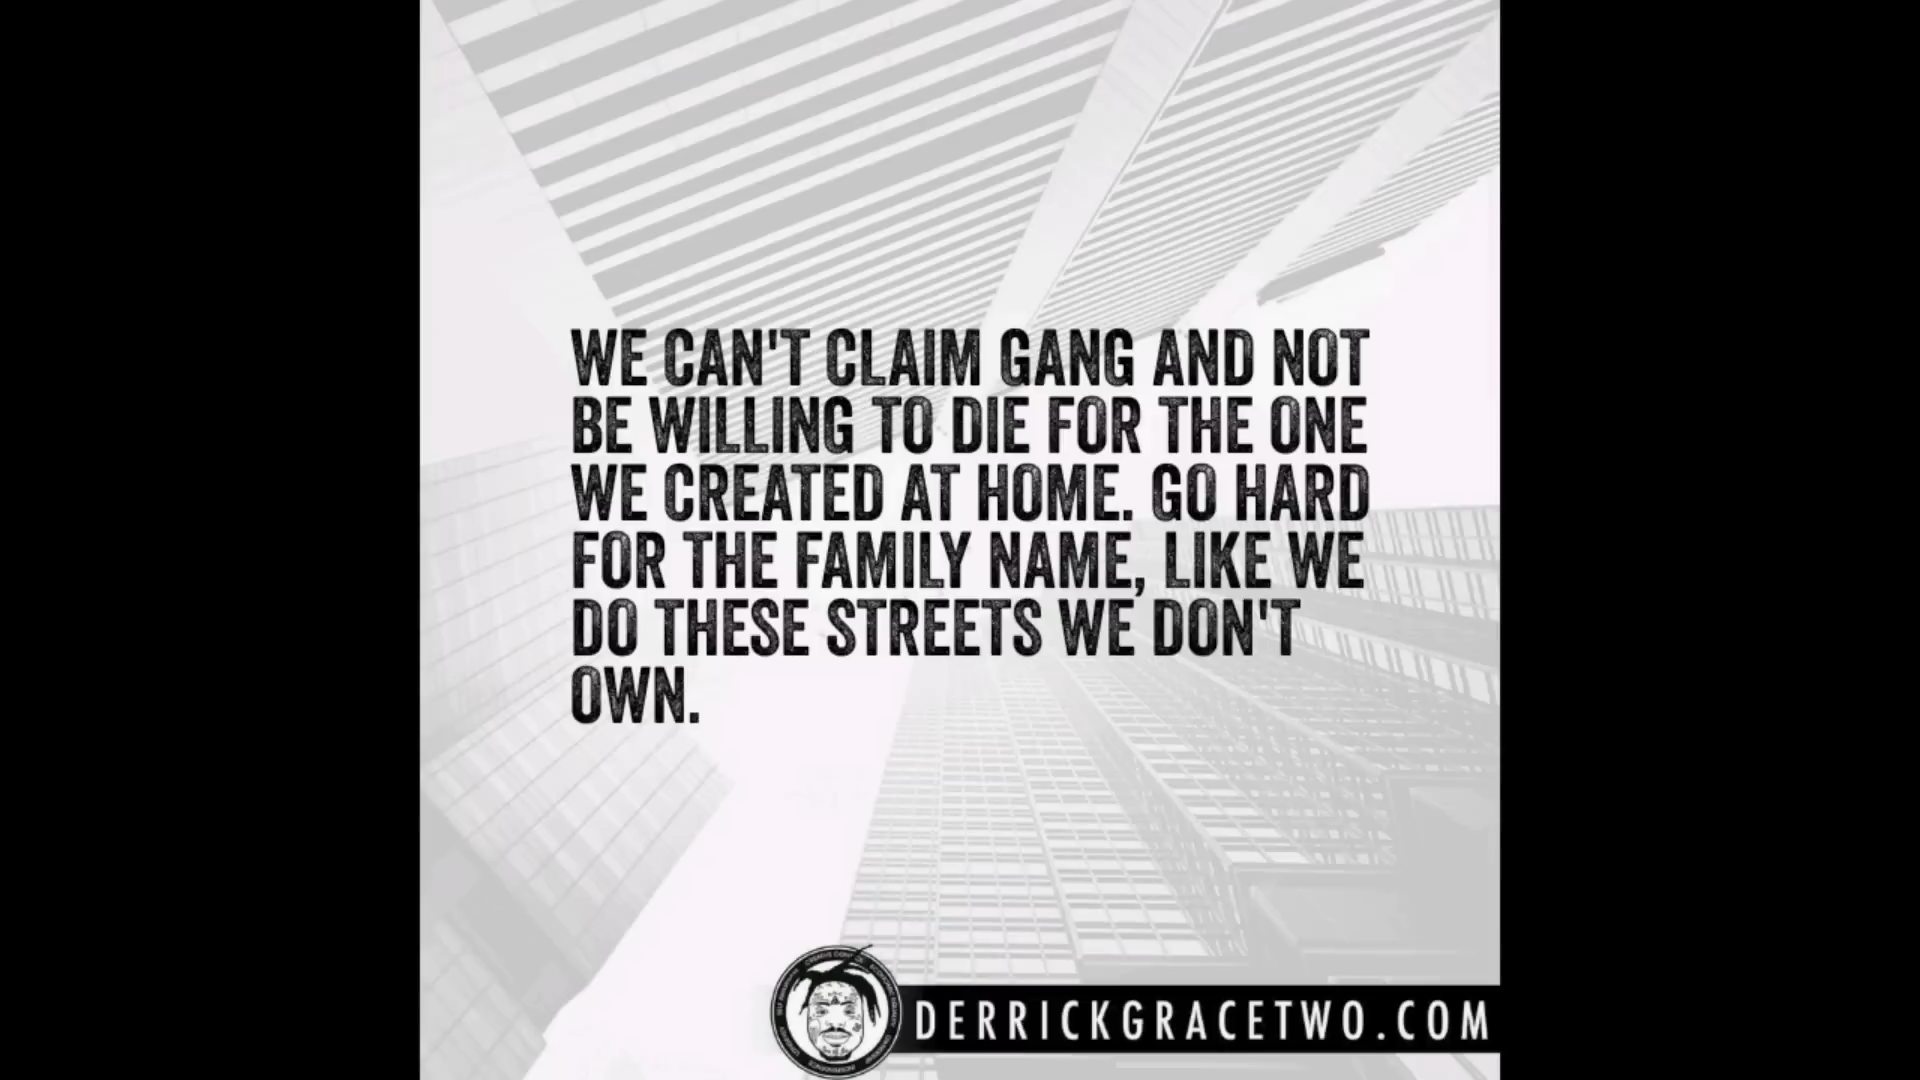 WE CAN'T CLAIM GANG AND NOT
BE WILLING TO DIE FOR THE ONE
WE CREATED AT HOME. GO HARD
FOR THE FAMILY NAME, LIKE WE
DO THESE STREETS WE DON'T
OWN.
DERRICKGRACETWO.COM